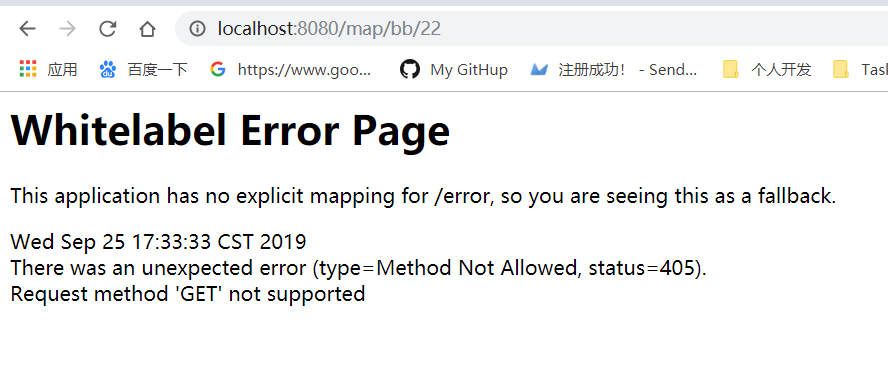 localhost:8080/map/bb/22
应用 百度一下 https://www.goo... My GitHup 注册成功! - Send... 个人开发 Task
Whitelabel Error Page
This application has no explicit mapping for /error, so you are seeing this as a fallback.
Wed Sep 25 17:33:33 CST 2019
There was an unexpected error (type=Method Not Allowed, status=405).
Request method 'GET' not supported